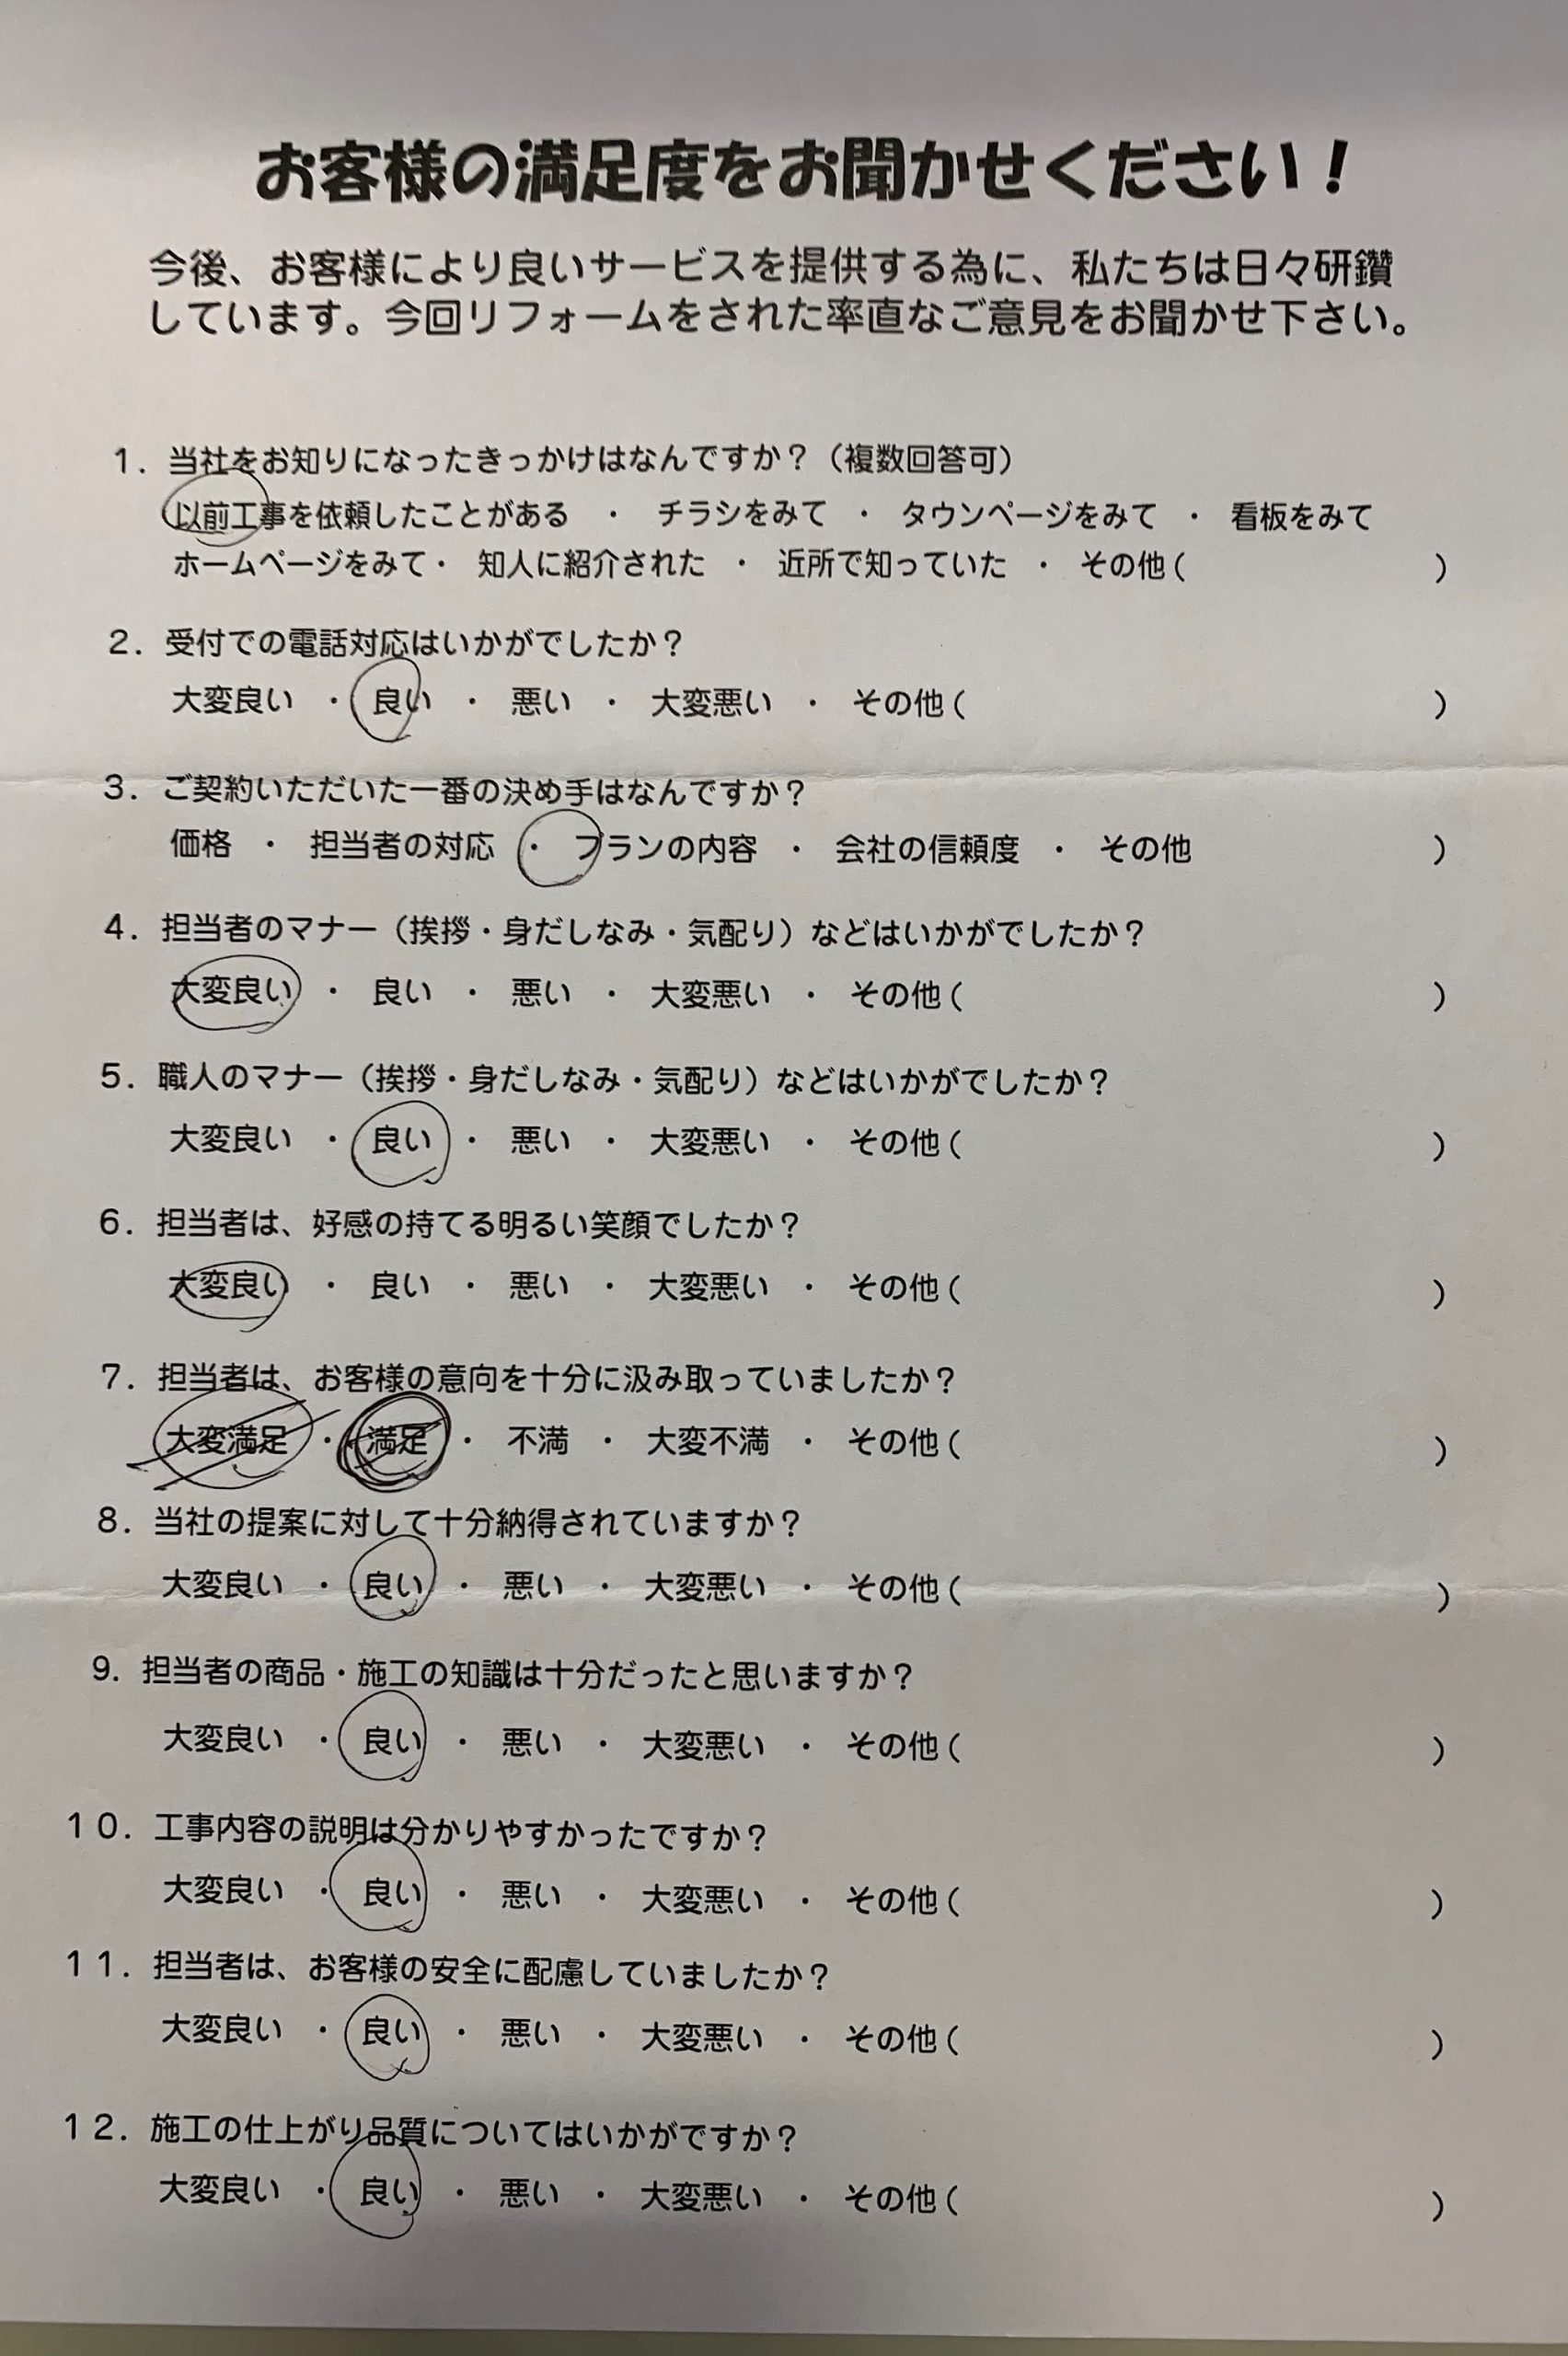 お客様の満足度をお聞かせください！
今後、お客様により良いサービスを提供する為に、私たちは日々研鑽
しています。今回リフォームをされた率直なご意見をお聞かせ下さい。
１．当社をお知りになったきっかけはなんですか？（複数回答可）
以前工事を依頼したことがある ・ チラシをみて ・ タウンページをみて ・ 看板をみて
ホームページをみて・ 知人に紹介された ・ 近所で知っていた ・ その他（ ）
２．受付での電話対応はいかがでしたか？
大変良い ・ 良い ・ 悪い ・ 大変悪い ・ その他（ ）
３．ご契約いただいた一番の決め手はなんですか？
価格 ・ 担当者の対応 ・ プランの内容 ・ 会社の信頼度 ・ その他 ）
４．担当者のマナー（挨拶・身だしなみ・気配り）などはいかがでしたか？
大変良い ・ 良い ・ 悪い ・ 大変悪い ・ その他（ ）
５．職人のマナー（挨拶・身だしなみ・気配り）などはいかがでしたか？
大変良い ・ 良い ・ 悪い ・ 大変悪い ・ その他（ ）
６．担当者は、好感の持てる明るい笑顔でしたか？
大変良い ・ 良い ・ 悪い ・ 大変悪い ・ その他（ ）
７．担当者は、お客様の意向を十分に汲み取っていましたか？
大変満足 ・ 満足 ・ 不満 ・ 大変不満 ・ その他（ ）
８．当社の提案に対して十分納得されていますか？
大変良い ・ 良い ・ 悪い ・ 大変悪い ・ その他（ ）
９．担当者の商品・施工の知識は十分だったと思いますか？
大変良い ・ 良い ・ 悪い ・ 大変悪い ・ その他（ ）
１０．工事内容の説明は分かりやすかったですか？
大変良い ・ 良い ・ 悪い ・ 大変悪い ・ その他（ ）
１１．担当者は、お客様の安全に配慮していましたか？
大変良い ・ 良い ・ 悪い ・ 大変悪い ・ その他（ ）
１２．施工の仕上がり品質についてはいかがですか？
大変良い ・ 良い ・ 悪い ・ 大変悪い ・ その他（ ）